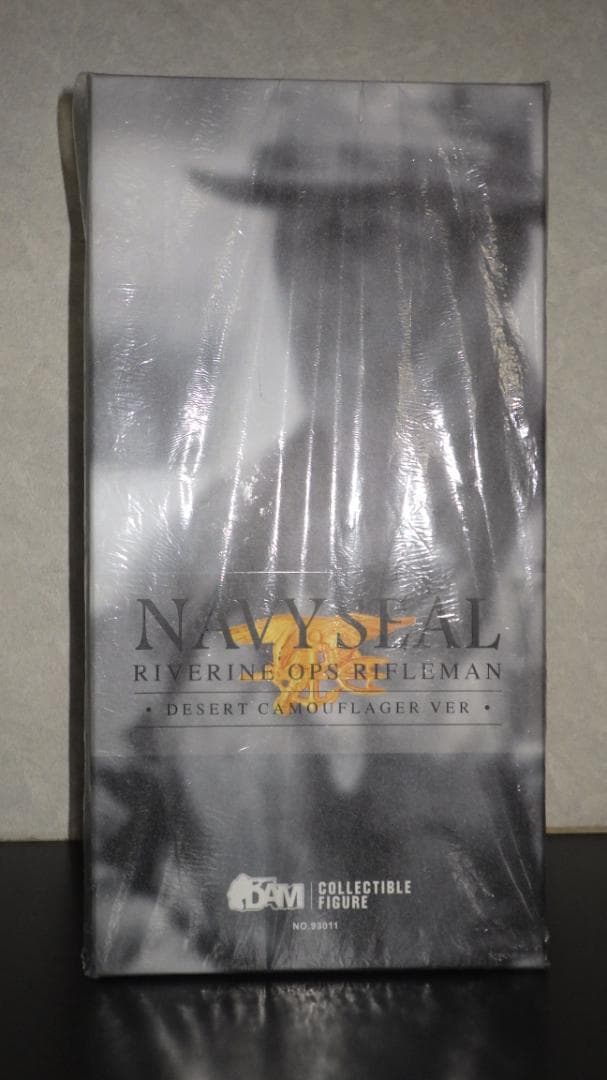 NAVY SEAL
RIVERINE OPS RIFLEMAN
• DESERT CAMOUFLAGER VER •
DAM COLLECTIBLE
FIGURE
NO.93011